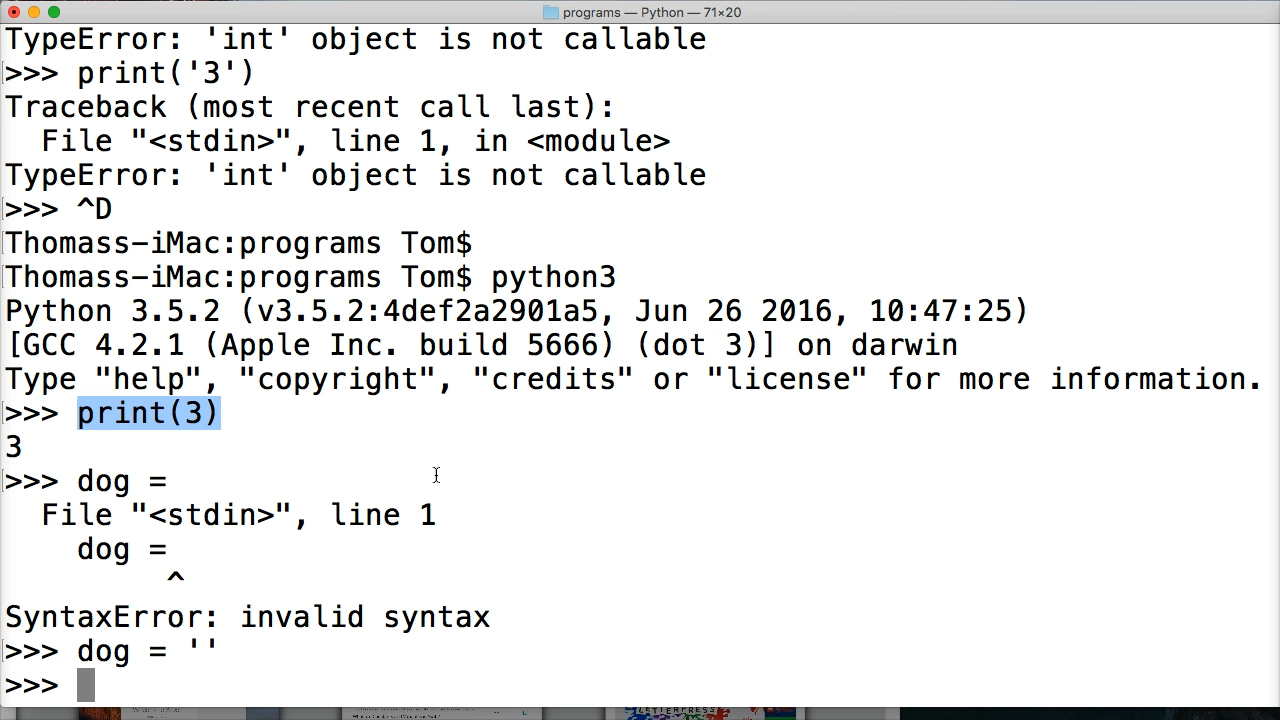 programs — Python — 71×20
TypeError: 'int' object is not callable
>>> print('3')
Traceback (most recent call last):
  File "<stdin>", line 1, in <module>
TypeError: 'int' object is not callable
>>> ^D
Thomass-iMac:programs Tom$
Thomass-iMac:programs Tom$ python3
Python 3.5.2 (v3.5.2:4def2a2901a5, Jun 26 2016, 10:47:25)
[GCC 4.2.1 (Apple Inc. build 5666) (dot 3)] on darwin
Type "help", "copyright", "credits" or "license" for more information.
>>> print(3)
3
>>> dog =
  File "<stdin>", line 1
    dog =
         ^
SyntaxError: invalid syntax
>>> dog = ''
>>>
LETTERPRESS